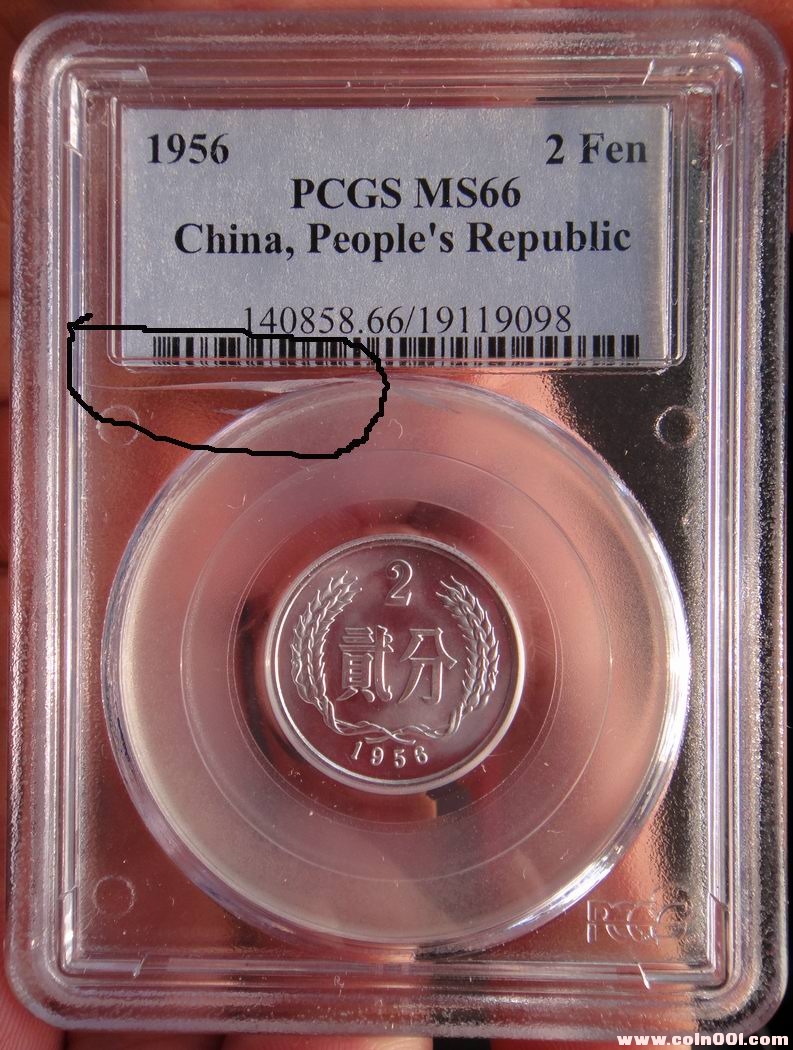 1956 2 Fen
PCGS MS66
China, People's Republic
140858.66/19119098
2
貳分
1956
PCGS
www.coin001.com